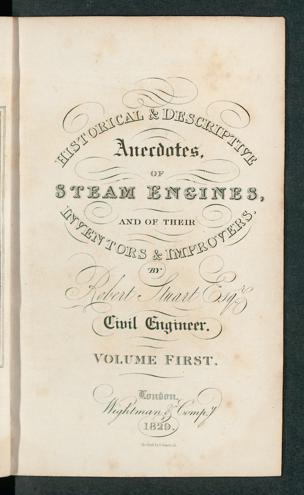 HISTORICAL & DESCRIPTIVE
Anecdotes,
OF
STEAM ENGINES,
AND OF THEIR
INVENTORS & IMPROVERS.
BY
Robert Stuart Esqr.
Civil Engineer.
VOLUME FIRST.
London,
Wightman & Compy.
1829.